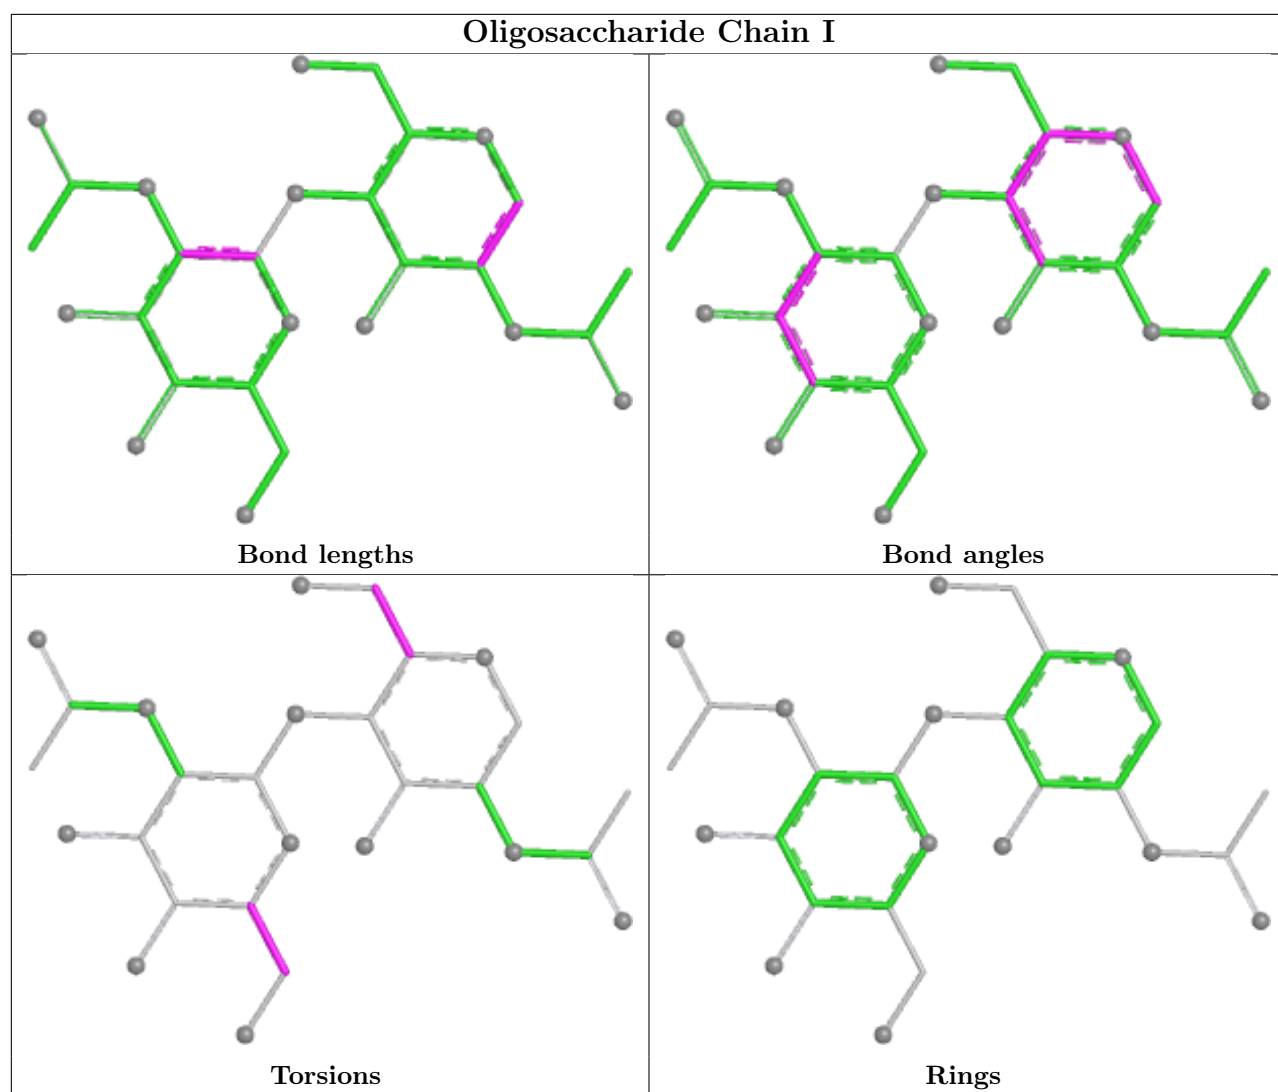 Oligosaccharide Chain I
Bond lengths
Bond angles
Torsions
Rings